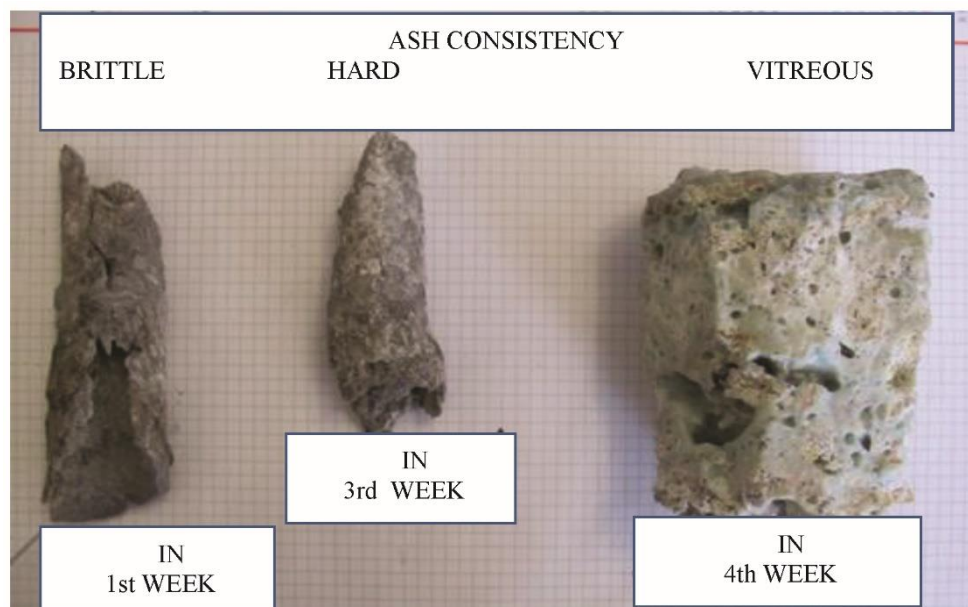 ASH CONSISTENCY
BRITTLE HARD VITREOUS
IN
1st WEEK
IN
3rd WEEK
IN
4th WEEK